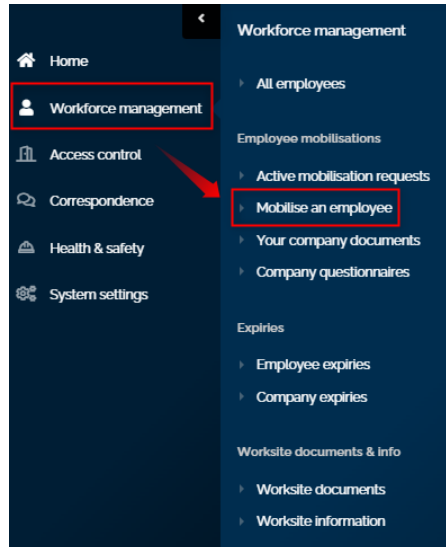 Home
Workforce management
Access control
Correspondence
Health & safety
System settings
Workforce management
All employees
Employee mobilisations
Active mobilisation requests
Mobilise an employee
Your company documents
Company questionnaires
Expiries
Employee expiries
Company expiries
Worksite documents & info
Worksite documents
Worksite information